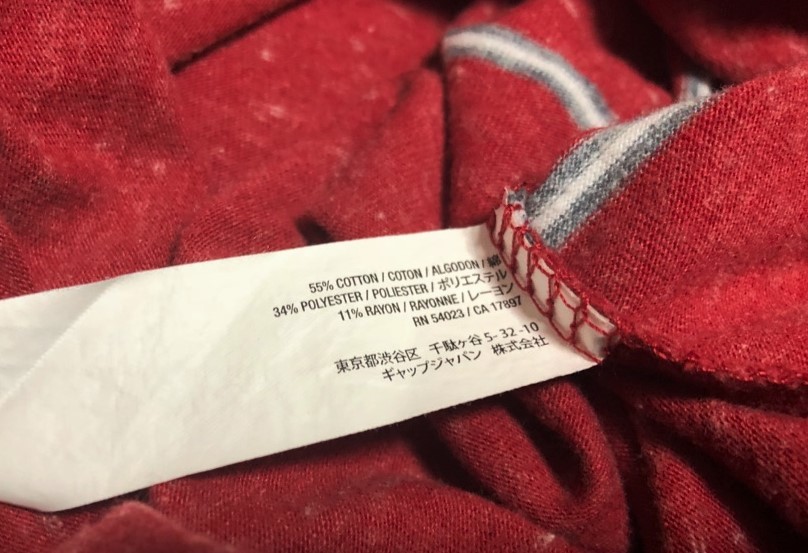 55% COTTON / COTON / ALGODON / 綿
34% POLYESTER / POLIESTER / ポリエステル
11% RAYON / RAYONNE / レーヨン
RN 54023 / CA 17897
東京都渋谷区 千駄ヶ谷 5-32-10
ギャップジャパン 株式会社